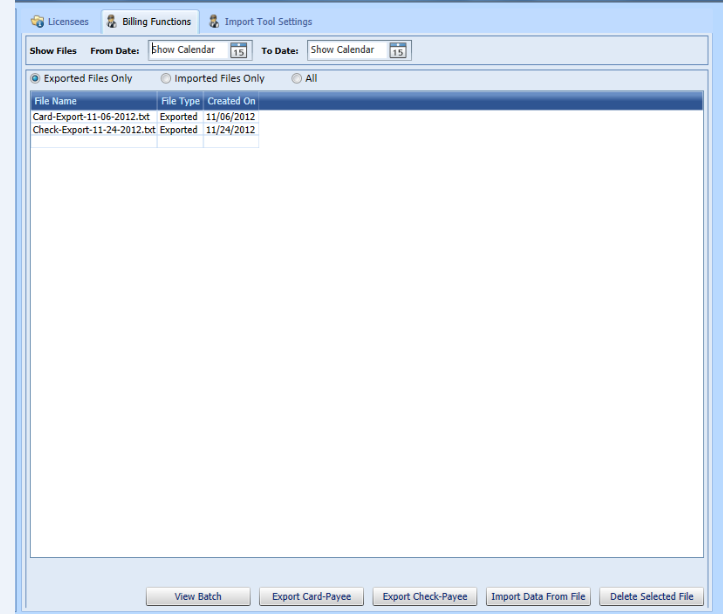 Licensees Billing Functions Import Tool Settings
Show Files From Date: Show Calendar 15 To Date: Show Calendar 15
Exported Files Only Imported Files Only All
File Name File Type Created On
Card-Export-11-06-2012.txt Exported 11/06/2012
Check-Export-11-24-2012.txt Exported 11/24/2012
View Batch Export Card-Payee Export Check-Payee Import Data From File Delete Selected File